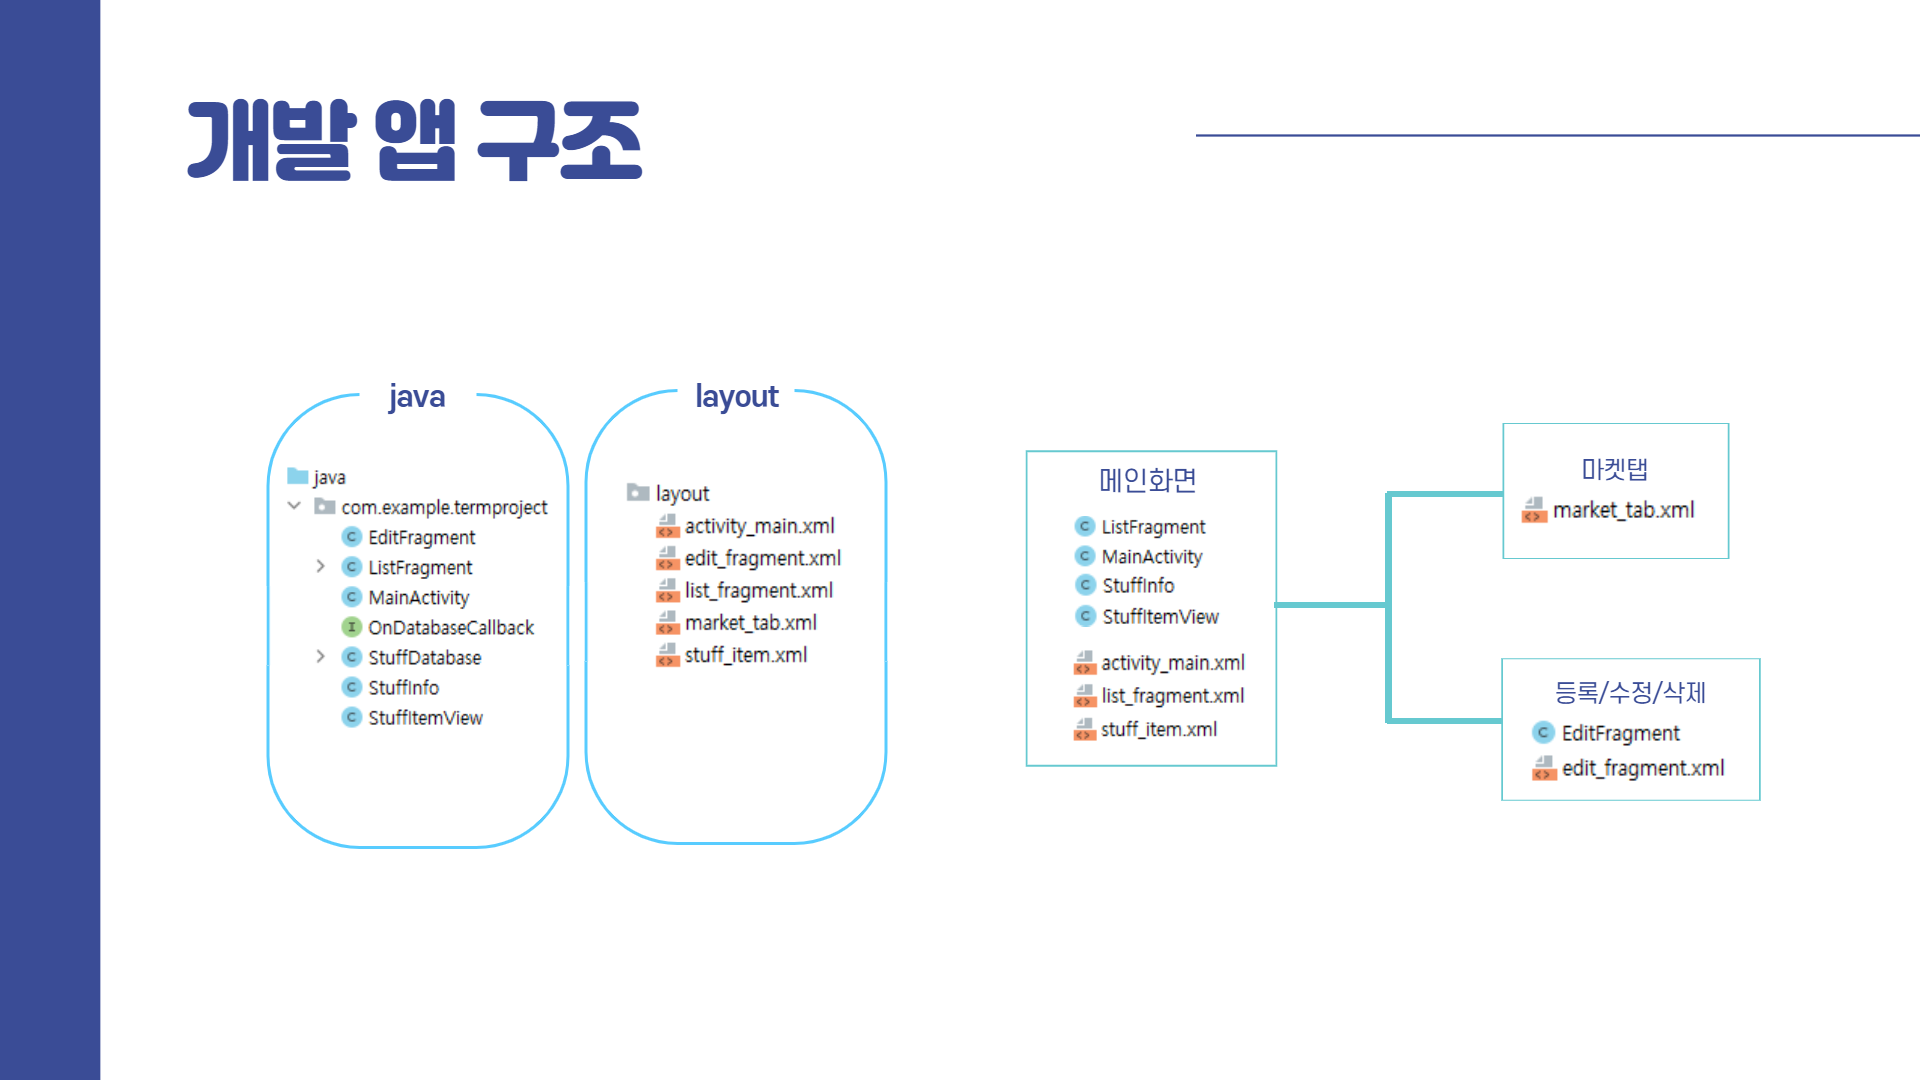 개발 앱 구조
java
java
com.example.termproject
EditFragment
ListFragment
MainActivity
OnDatabaseCallback
StuffDatabase
StuffInfo
StuffItemView
layout
layout
activity_main.xml
edit_fragment.xml
list_fragment.xml
market_tab.xml
stuff_item.xml
메인화면
ListFragment
MainActivity
StuffInfo
StuffItemView
activity_main.xml
list_fragment.xml
stuff_item.xml
마켓탭
market_tab.xml
등록/수정/삭제
EditFragment
edit_fragment.xml